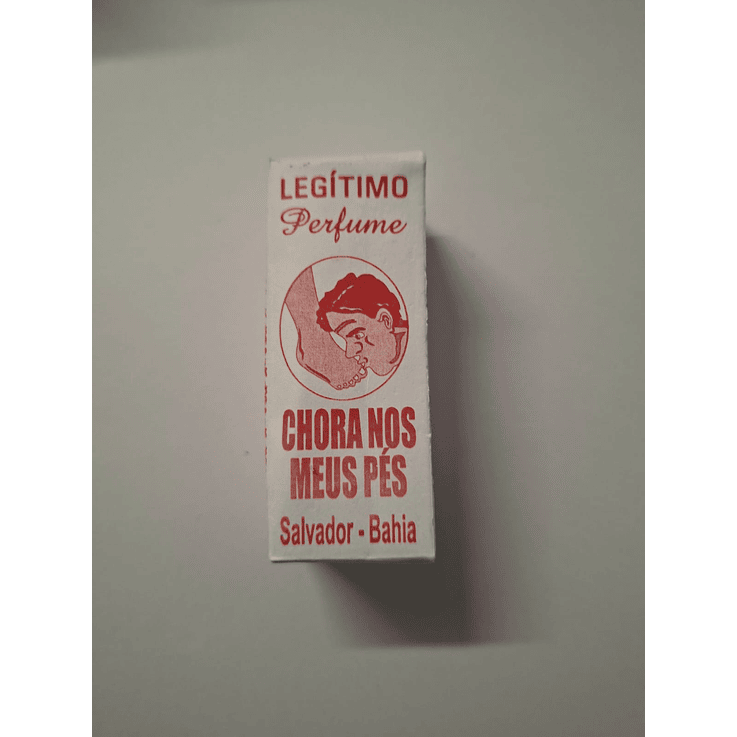 LEGÍTIMO
Perfume
CHORA NOS
MEUS PÉS
Salvador - Bahia